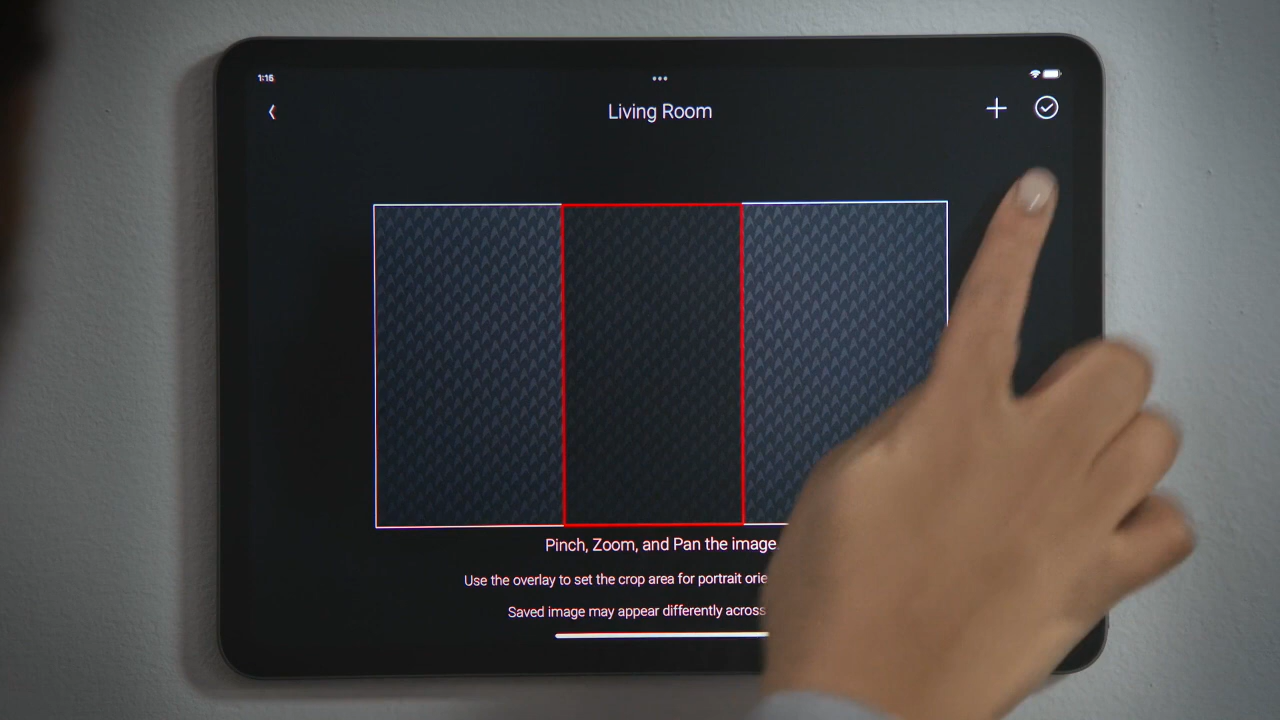 1:16
Living Room
Pinch, Zoom, and Pan the image.
Use the overlay to set the crop area for portrait
Saved image may appear differently across